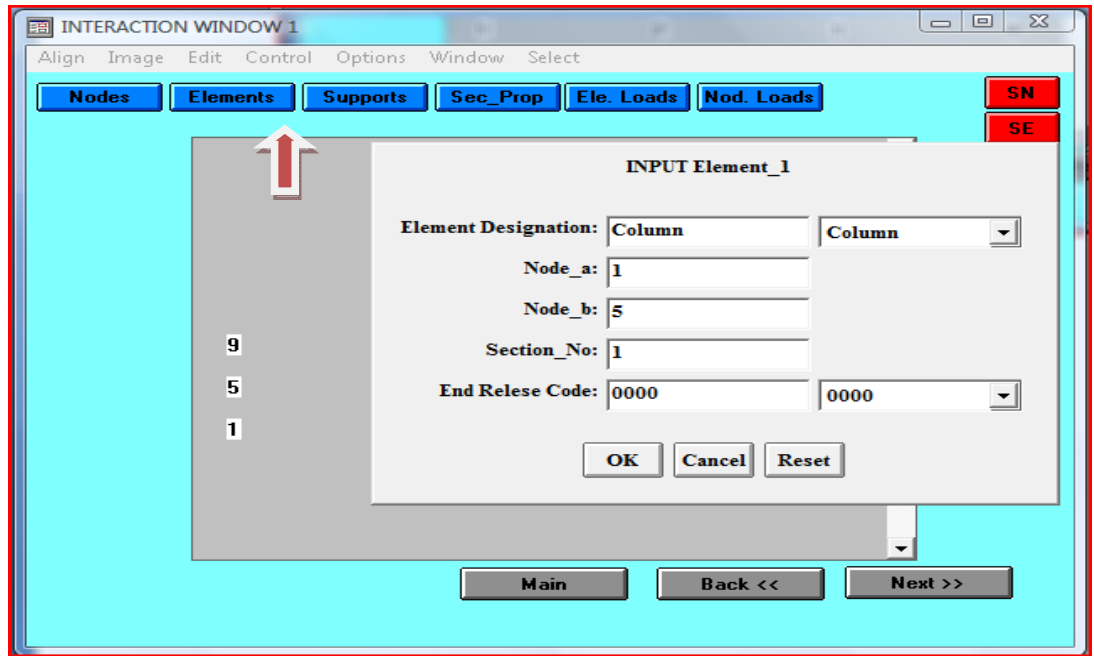 INTERACTION WINDOW 1
Align Image Edit Control Options Window Select
Nodes Elements Supports Sec_Prop Ele. Loads Nod. Loads SN
SE
INPUT Element_1
Element Designation: Column Column
Node_a: 1
Node_b: 5
9
Section_No: 1
5
End Relese Code: 0000 0000
1
OK Cancel Reset
Main Back << Next >>